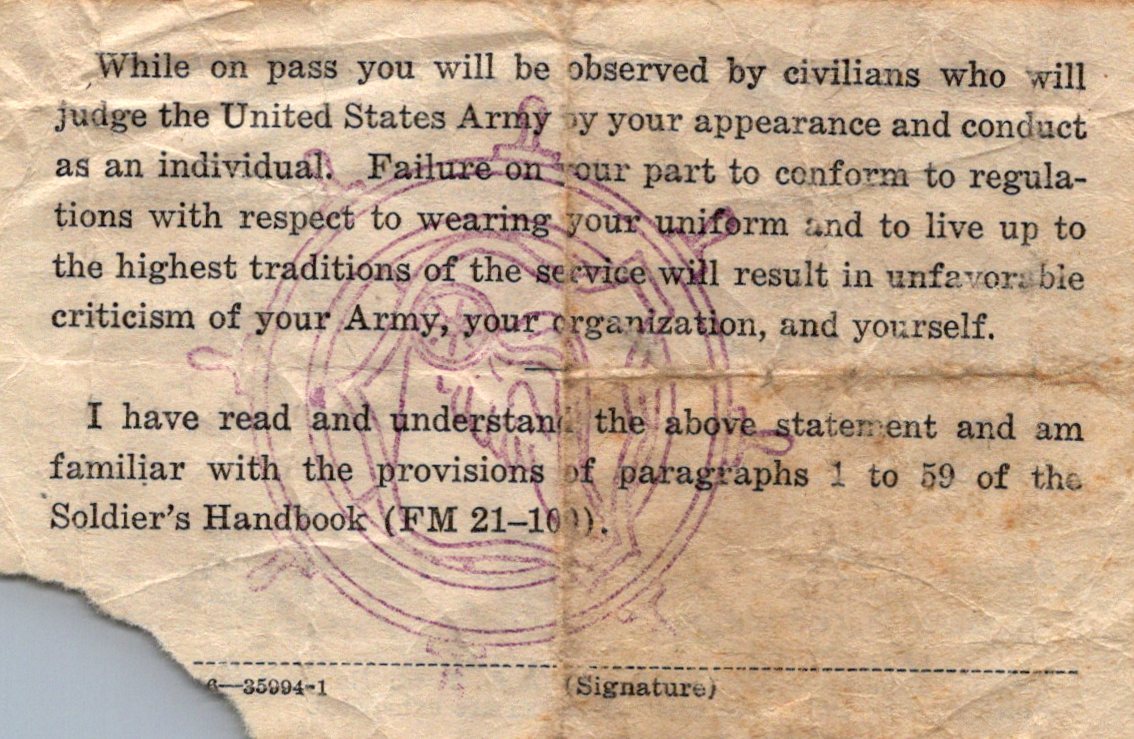 While on pass you will be observed by civilians who will
judge the United States Army by your appearance and conduct
as an individual. Failure on your part to conform to regula-
tions with respect to wearing your uniform and to live up to
the highest traditions of the service will result in unfavorable
criticism of your Army, your organization, and yourself.
I have read and understand the above statement and am
familiar with the provisions of paragraphs 1 to 59 of the
Soldier's Handbook (FM 21–100).
6—35994-1 (Signature)